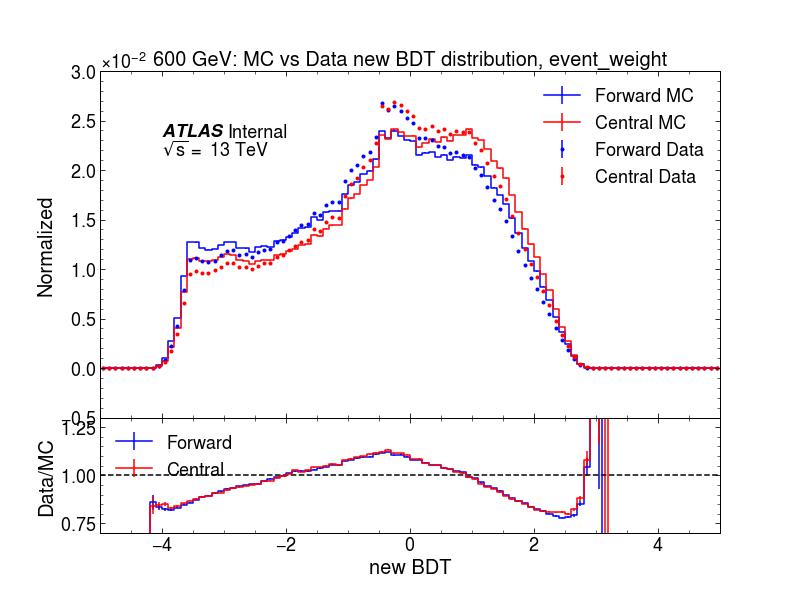 ×10⁻² 600 GeV: MC vs Data new BDT distribution, event_weight
3.0
2.5
2.0
1.5
1.0
0.5
0.0
−0.5
Normalized
ATLAS Internal
√s = 13 TeV
Forward MC
Central MC
Forward Data
Central Data
1.25
1.00
0.75
Data/MC
Forward
Central
−4 −2 0 2 4
new BDT